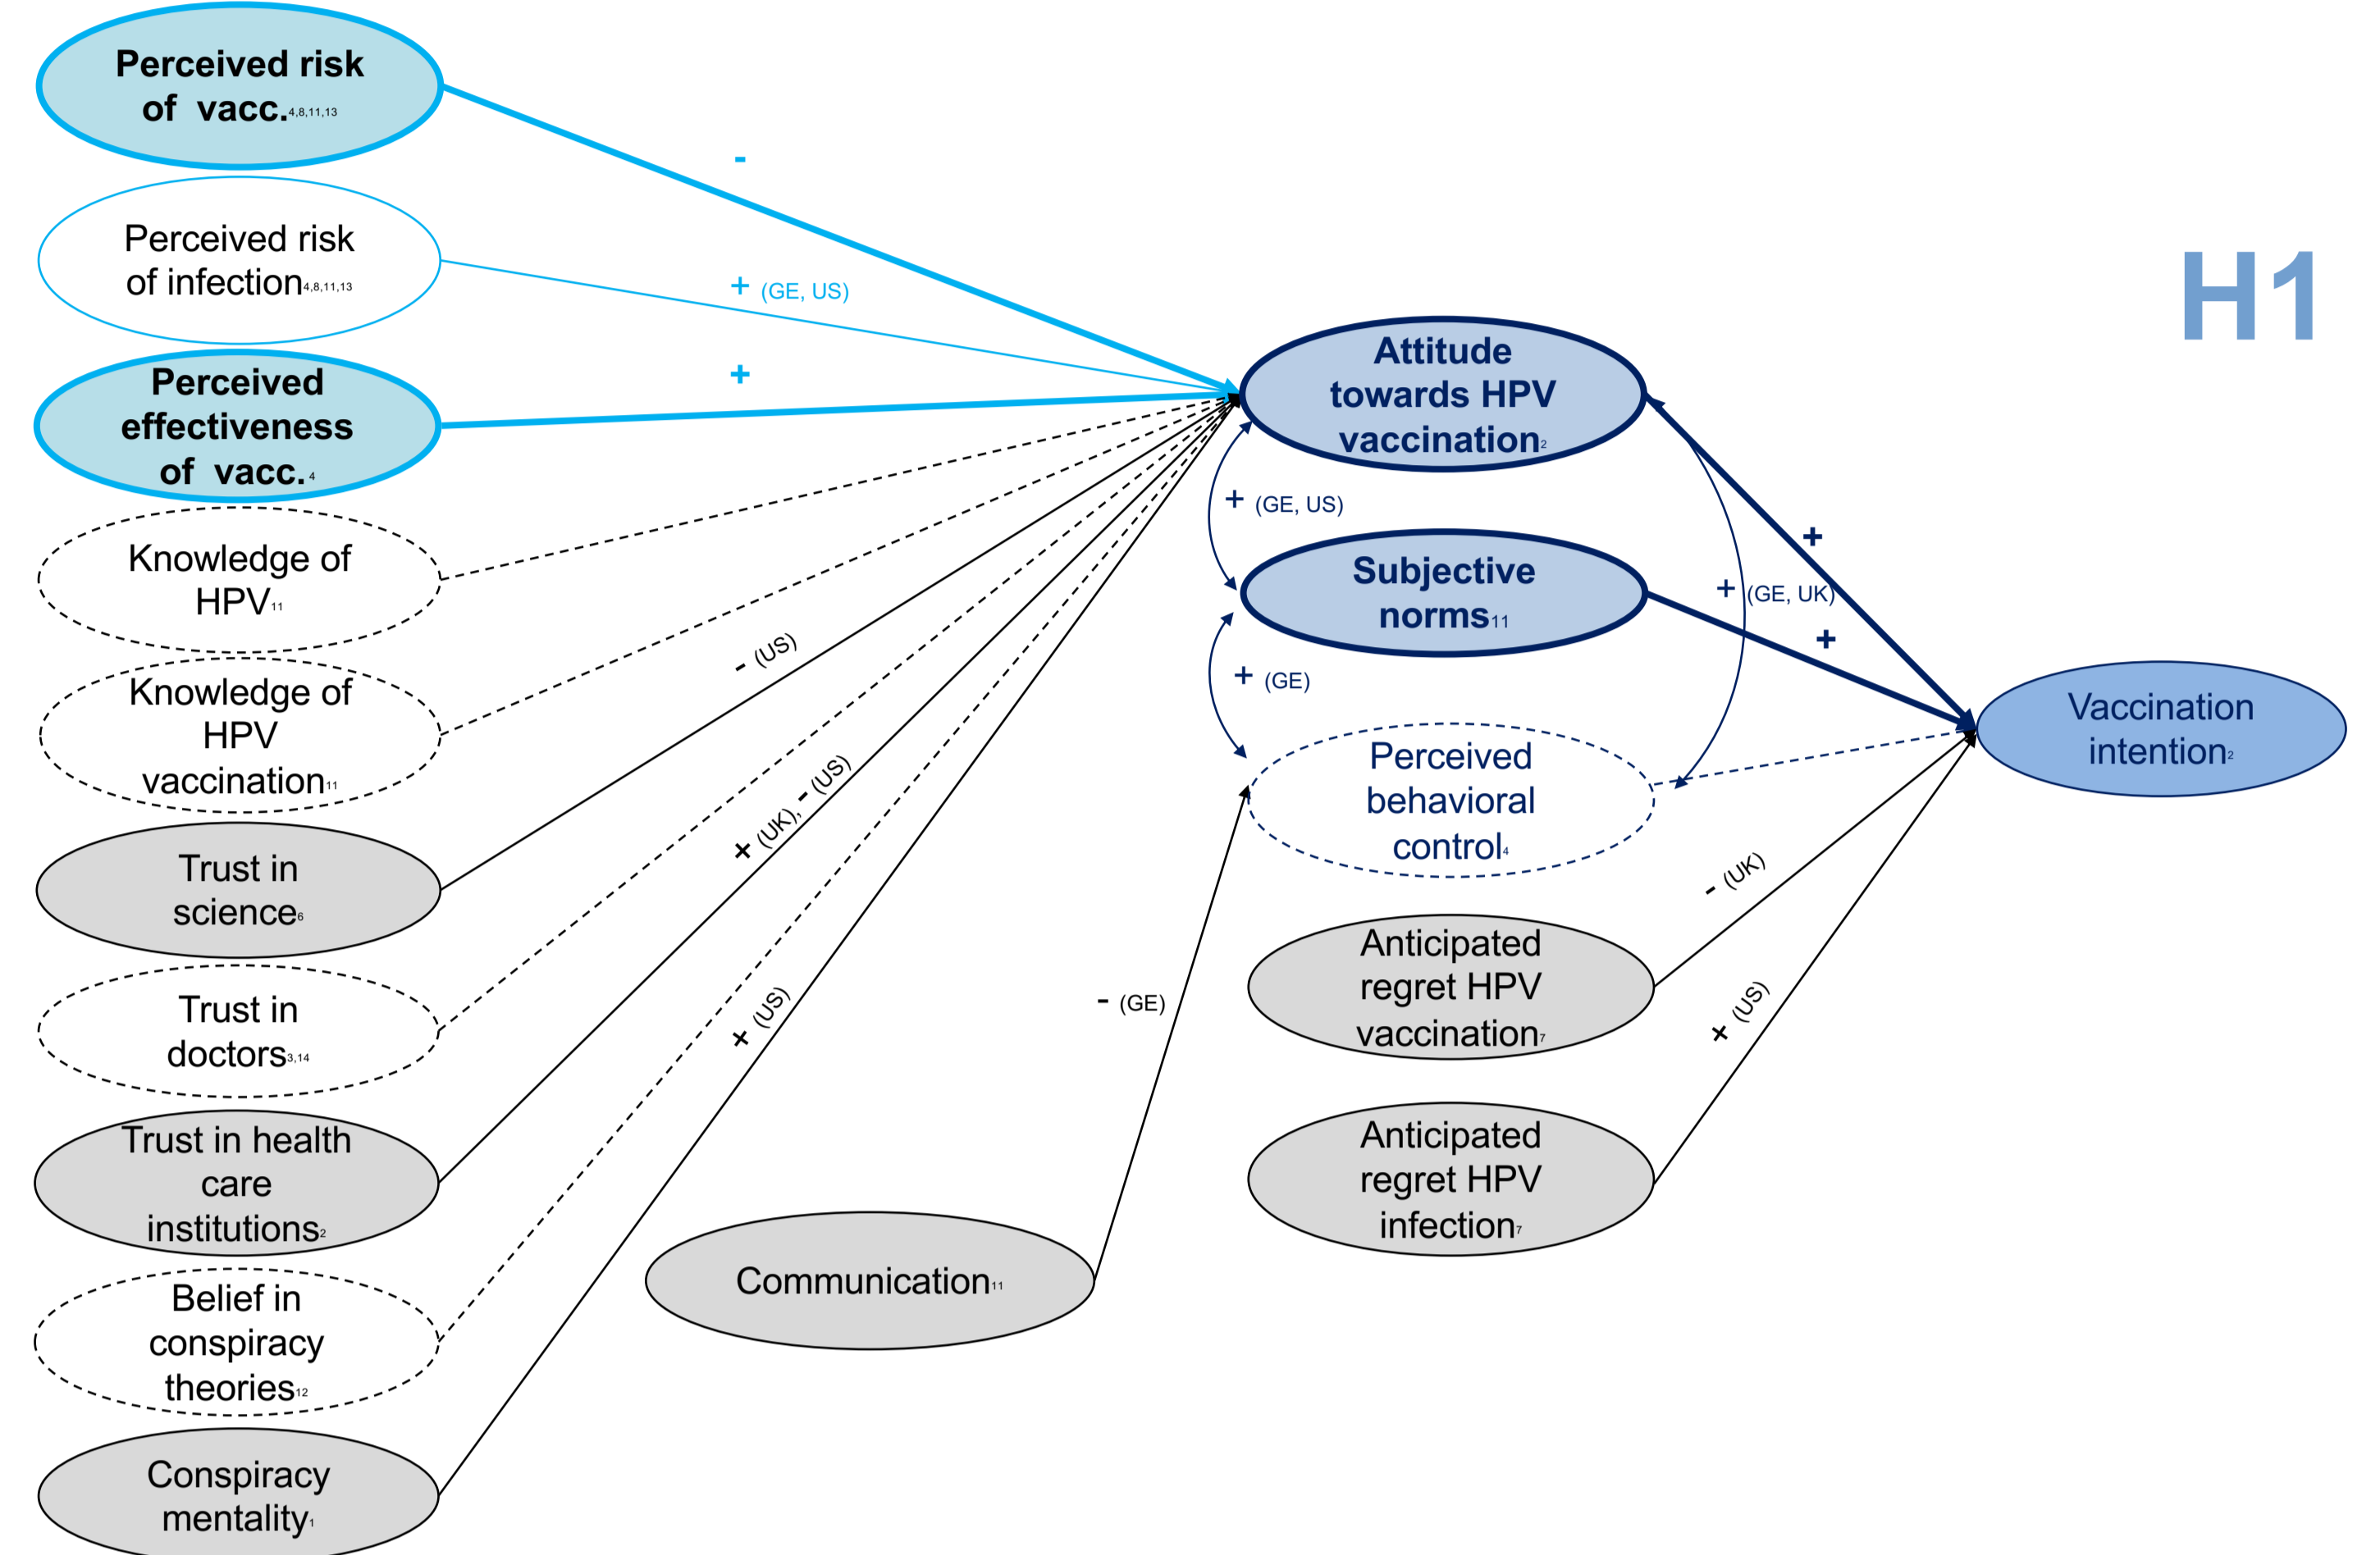 Perceived risk
of vacc.4,8,11,13
-
Perceived risk
of infection4,8,11,13
+ (GE, US)
H1
Perceived
effectiveness
of vacc. 4
+
Attitude
towards HPV
vaccination2
+ (GE, US)
+
Knowledge of
HPV11
Subjective
norms11
+ (GE, UK)
+
Knowledge of
HPV
vaccination11
- (US)
+ (GE)
Vaccination
intention2
Perceived
behavioral
control4
Trust in
science6
+ (UK), - (US)
- (UK)
Trust in
doctors3,14
+ (US)
- (GE)
Anticipated
regret HPV
vaccination7
+ (US)
Trust in health
care
institutions2
Anticipated
regret HPV
infection7
Communication11
Belief in
conspiracy
theories12
Conspiracy
mentality1